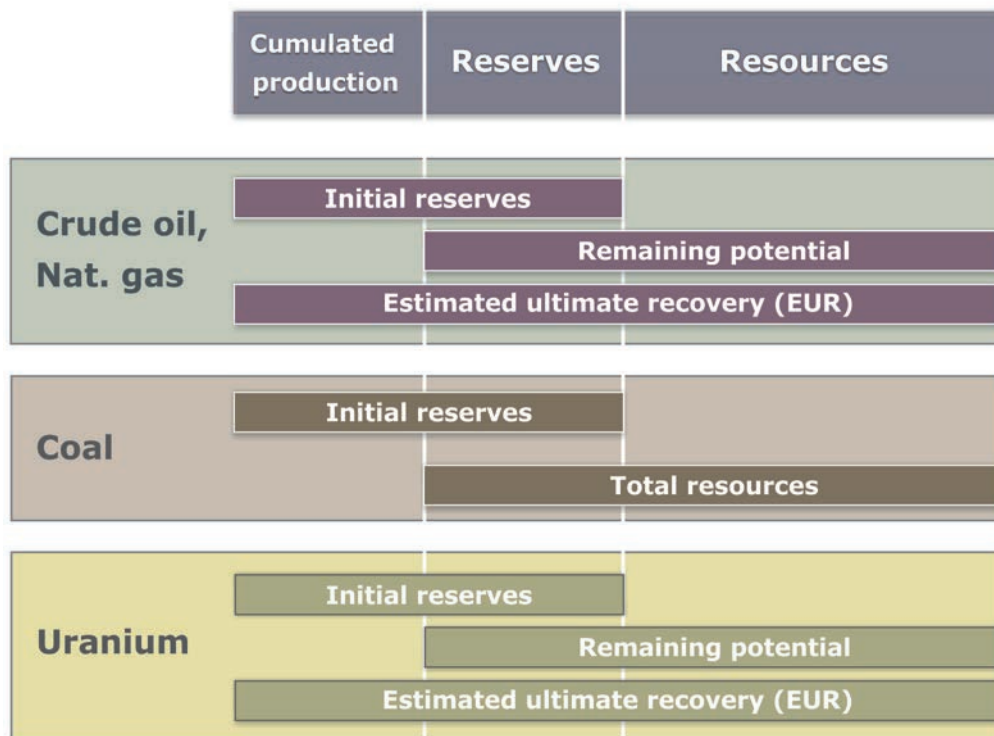 Cumulated
production
Reserves
Resources
Crude oil,
Nat. gas
Initial reserves
Remaining potential
Estimated ultimate recovery (EUR)
Coal
Initial reserves
Total resources
Uranium
Initial reserves
Remaining potential
Estimated ultimate recovery (EUR)